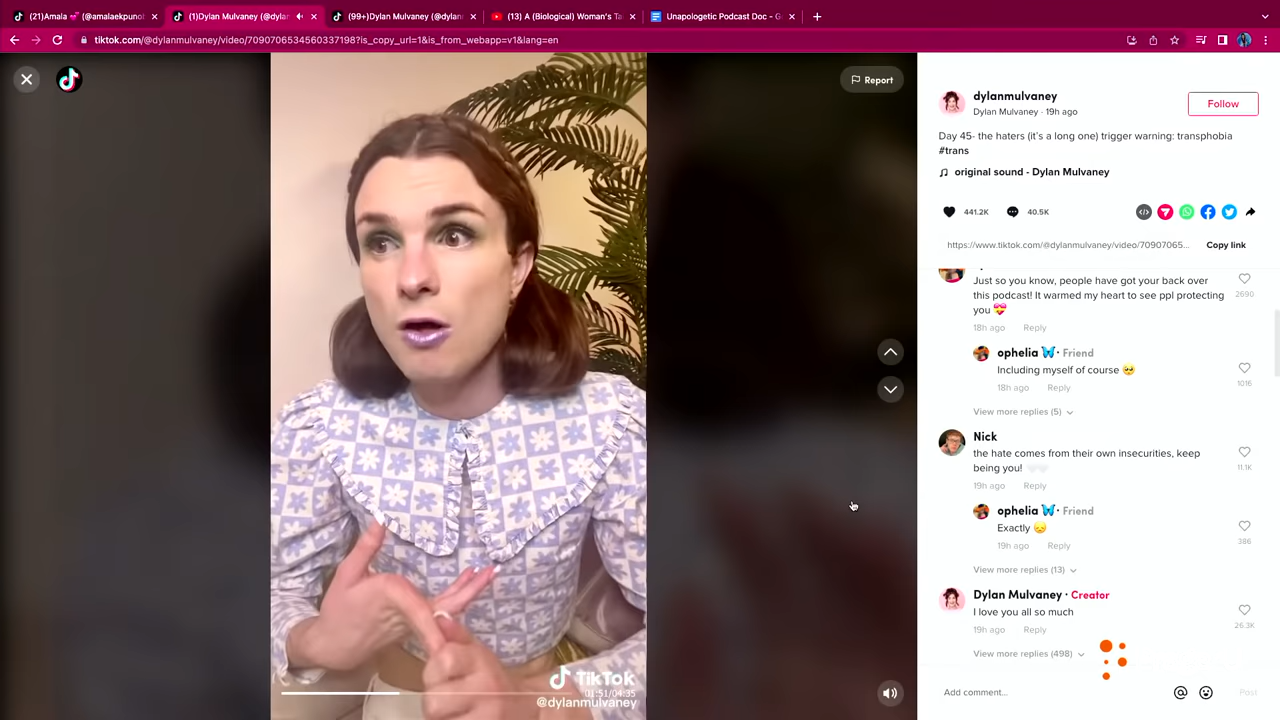 (21)Amala 💕 (@amalaekpunol
(1)Dylan Mulvaney (@dylan
(99+)Dylan Mulvaney (@dylan
(13) A (Biological) Woman's Ta
Unapologetic Podcast Doc - G
tiktok.com/@dylanmulvaney/video/7090706534560337198?is_copy_url=1&is_from_webapp=v1&lang=en
Report
dylanmulvaney
Dylan Mulvaney · 19h ago
Follow
Day 45- the haters (it's a long one) trigger warning: transphobia
#trans
original sound - Dylan Mulvaney
441.2K
40.5K
https://www.tiktok.com/@dylanmulvaney/video/70907065...
Copy link
Just so you know, people have got your back over
this podcast! It warmed my heart to see ppl protecting
you 💝
2690
18h ago Reply
ophelia 🦋 · Friend
Including myself of course 🥺
1016
18h ago Reply
View more replies (5)
Nick
the hate comes from their own insecurities, keep
being you! 🤍🤍
11.1K
19h ago Reply
ophelia 🦋 · Friend
Exactly 😞
386
19h ago Reply
View more replies (13)
Dylan Mulvaney · Creator
I love you all so much
26.3K
19h ago Reply
View more replies (498)
Add comment...
Post
TikTok
01:51/04:35
@dylanmulvaney